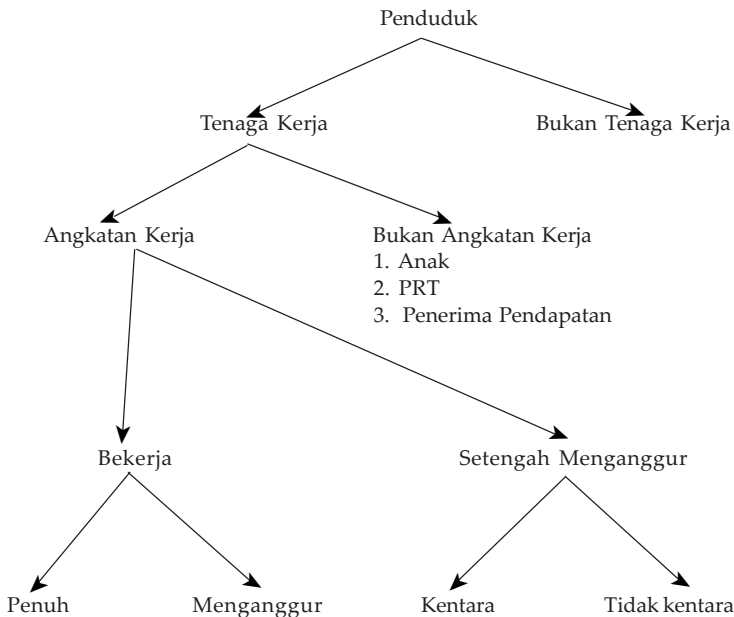 Penduduk
Tenaga Kerja
Bukan Tenaga Kerja
Angkatan Kerja
Bukan Angkatan Kerja
1. Anak
2. PRT
3. Penerima Pendapatan
Bekerja
Setengah Menganggur
Penuh
Menganggur
Kentara
Tidak kentara